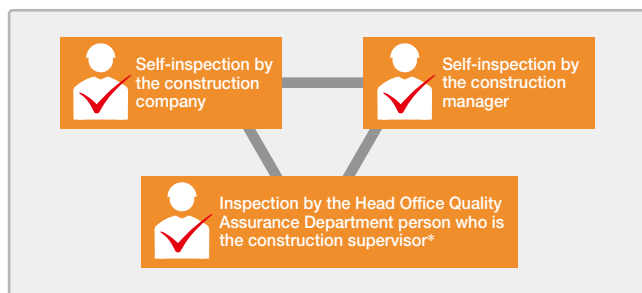 Self-inspection by
the construction
company
Self-inspection by
the construction
manager
Inspection by the Head Office Quality
Assurance Department person who is
the construction supervisor*